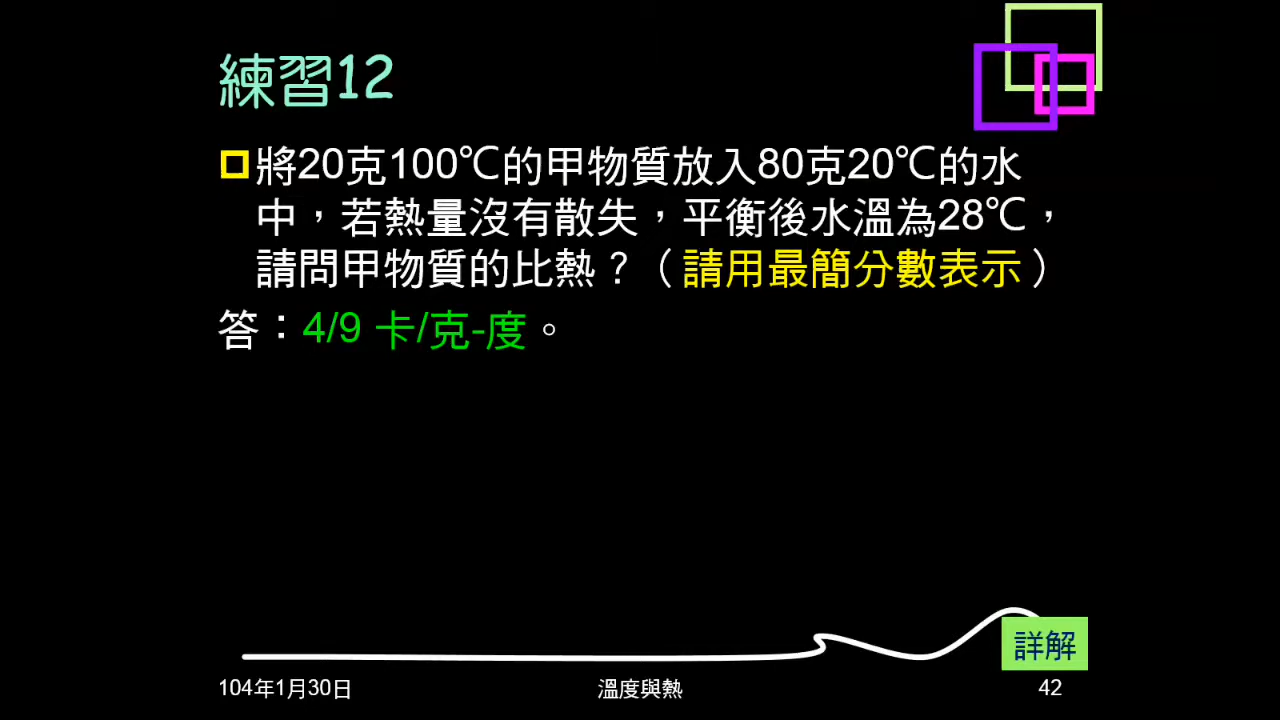 練習12
將20克100℃的甲物質放入80克20℃的水
中，若熱量沒有散失，平衡後水溫為28℃，
請問甲物質的比熱？（請用最簡分數表示）
答：4/9 卡/克-度。
詳解
104年1月30日
溫度與熱
42